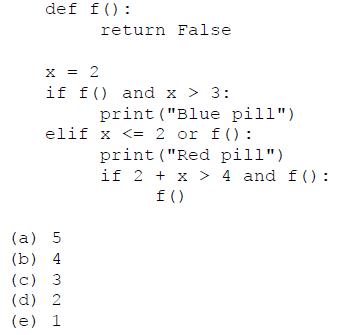 def f():
return False
x = 2
if f() and x > 3:
print("Blue pill")
elif x <= 2 or f():
print("Red pill")
if 2 + x > 4 and f():
f()
(a) 5
(b) 4
(c) 3
(d) 2
(e) 1